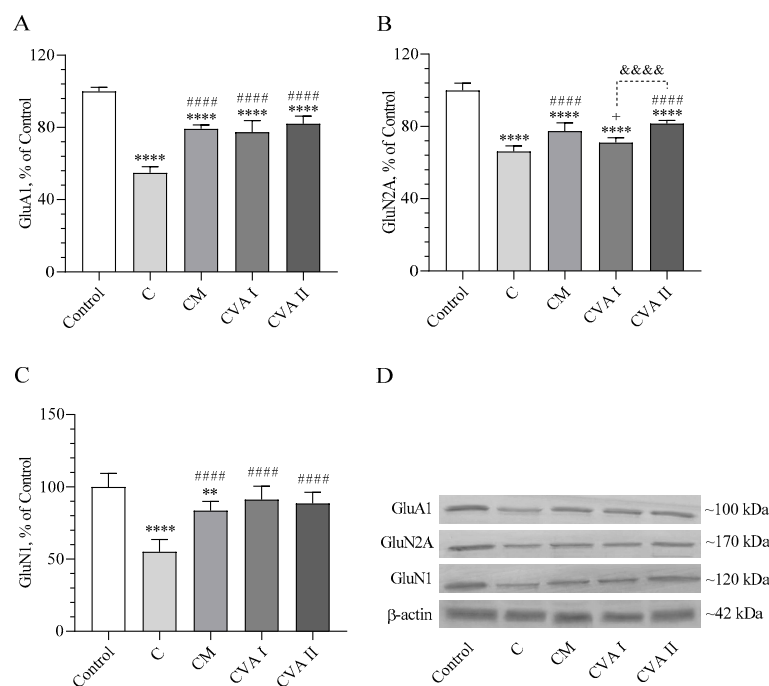 A
GluA1, % of Control
120
80
40
0
####
####
####
****
****
****
****
Control
C
CM
CVA I
CVA II
B
GluN2A, % of Control
120
80
40
0
&&&&
####
+
####
****
****
****
****
Control
C
CM
CVA I
CVA II
C
GluN1, % of Control
150
100
50
0
####
####
####
**
****
Control
C
CM
CVA I
CVA II
D
GluA1 ~100 kDa
GluN2A ~170 kDa
GluN1 ~120 kDa
β-actin ~42 kDa
Control
C
CM
CVA I
CVA II